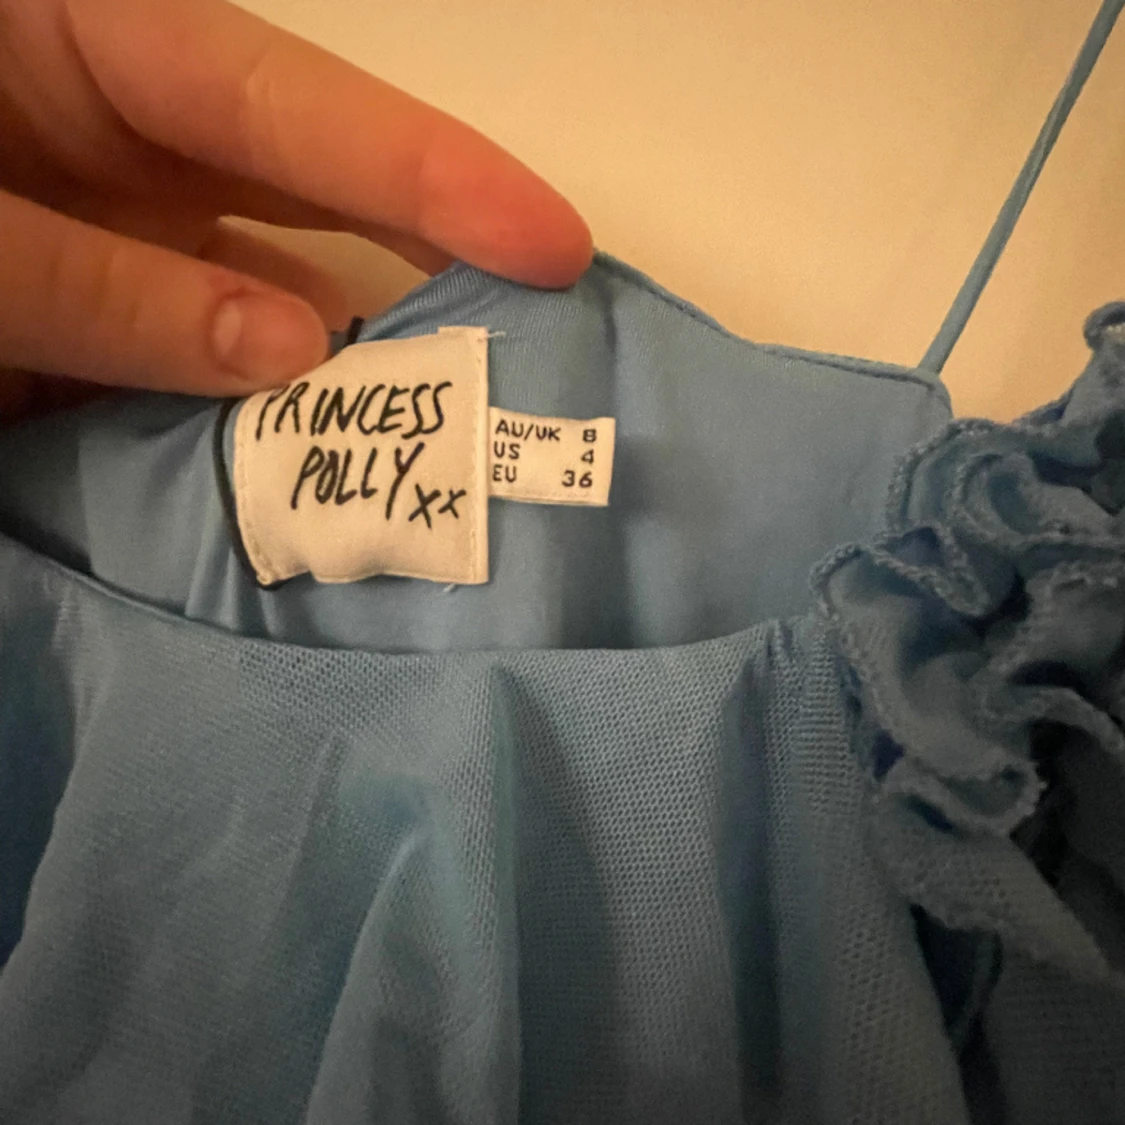 PRINCESS
POLLY xx
AU/UK 8
US 4
EU 36